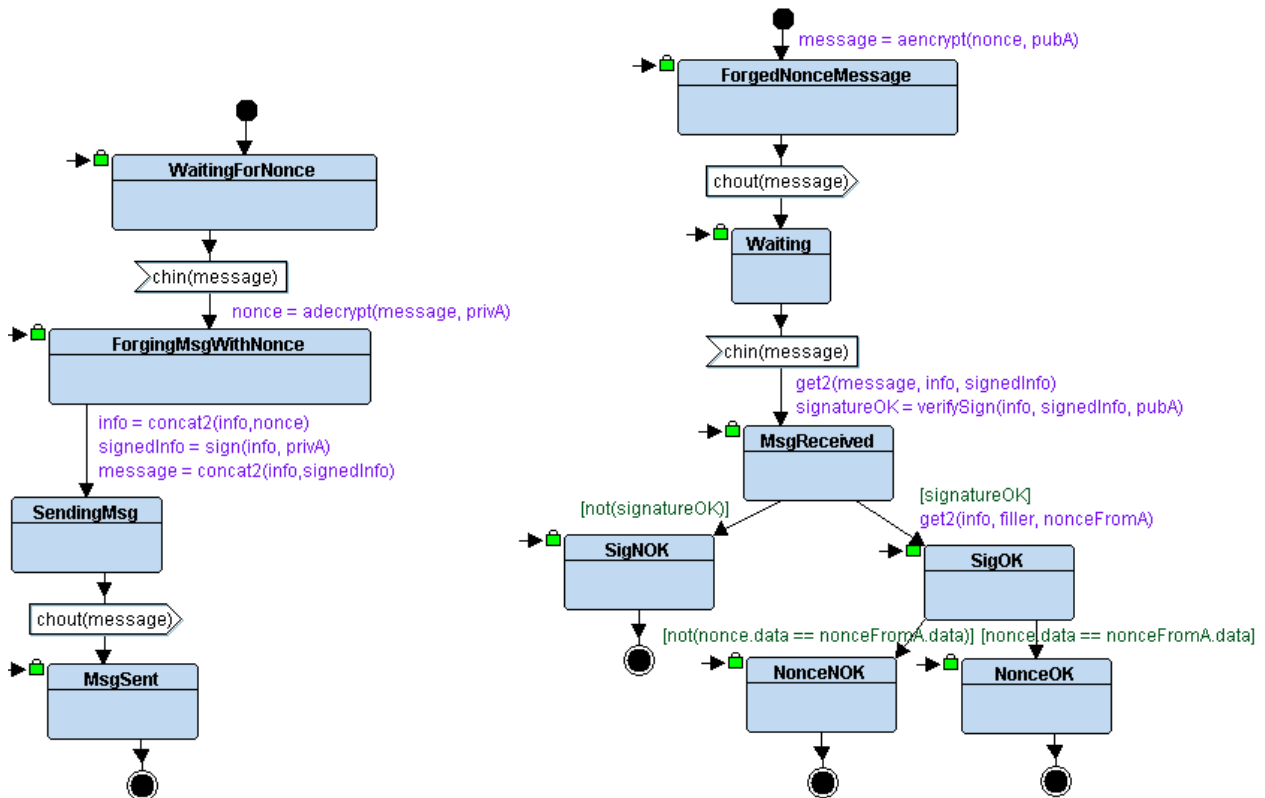 WaitingForNonce
chin(message)
nonce = adecrypt(message, privA)
ForgingMsgWithNonce
info = concat2(info,nonce)
signedInfo = sign(info, privA)
message = concat2(info,signedInfo)
SendingMsg
chout(message)
MsgSent
message = aencrypt(nonce, pubA)
ForgedNonceMessage
chout(message)
Waiting
chin(message)
get2(message, info, signedInfo)
signatureOK = verifySign(info, signedInfo, pubA)
MsgReceived
[not(signatureOK)]
[signatureOK]
get2(info, filler, nonceFromA)
SigNOK
SigOK
[not(nonce.data == nonceFromA.data)]
[nonce.data == nonceFromA.data]
NonceNOK
NonceOK